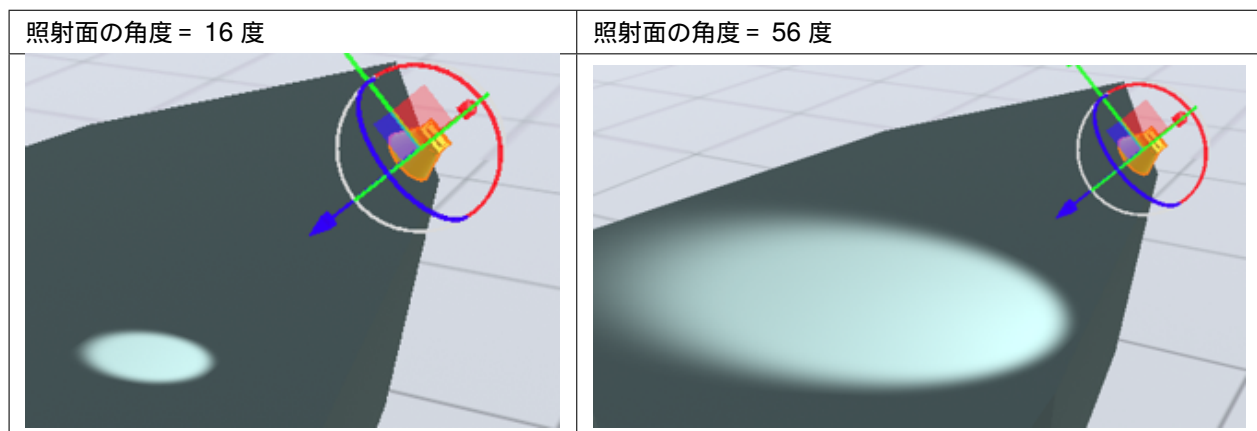 照射面の角度 = 16 度
照射面の角度 = 56 度